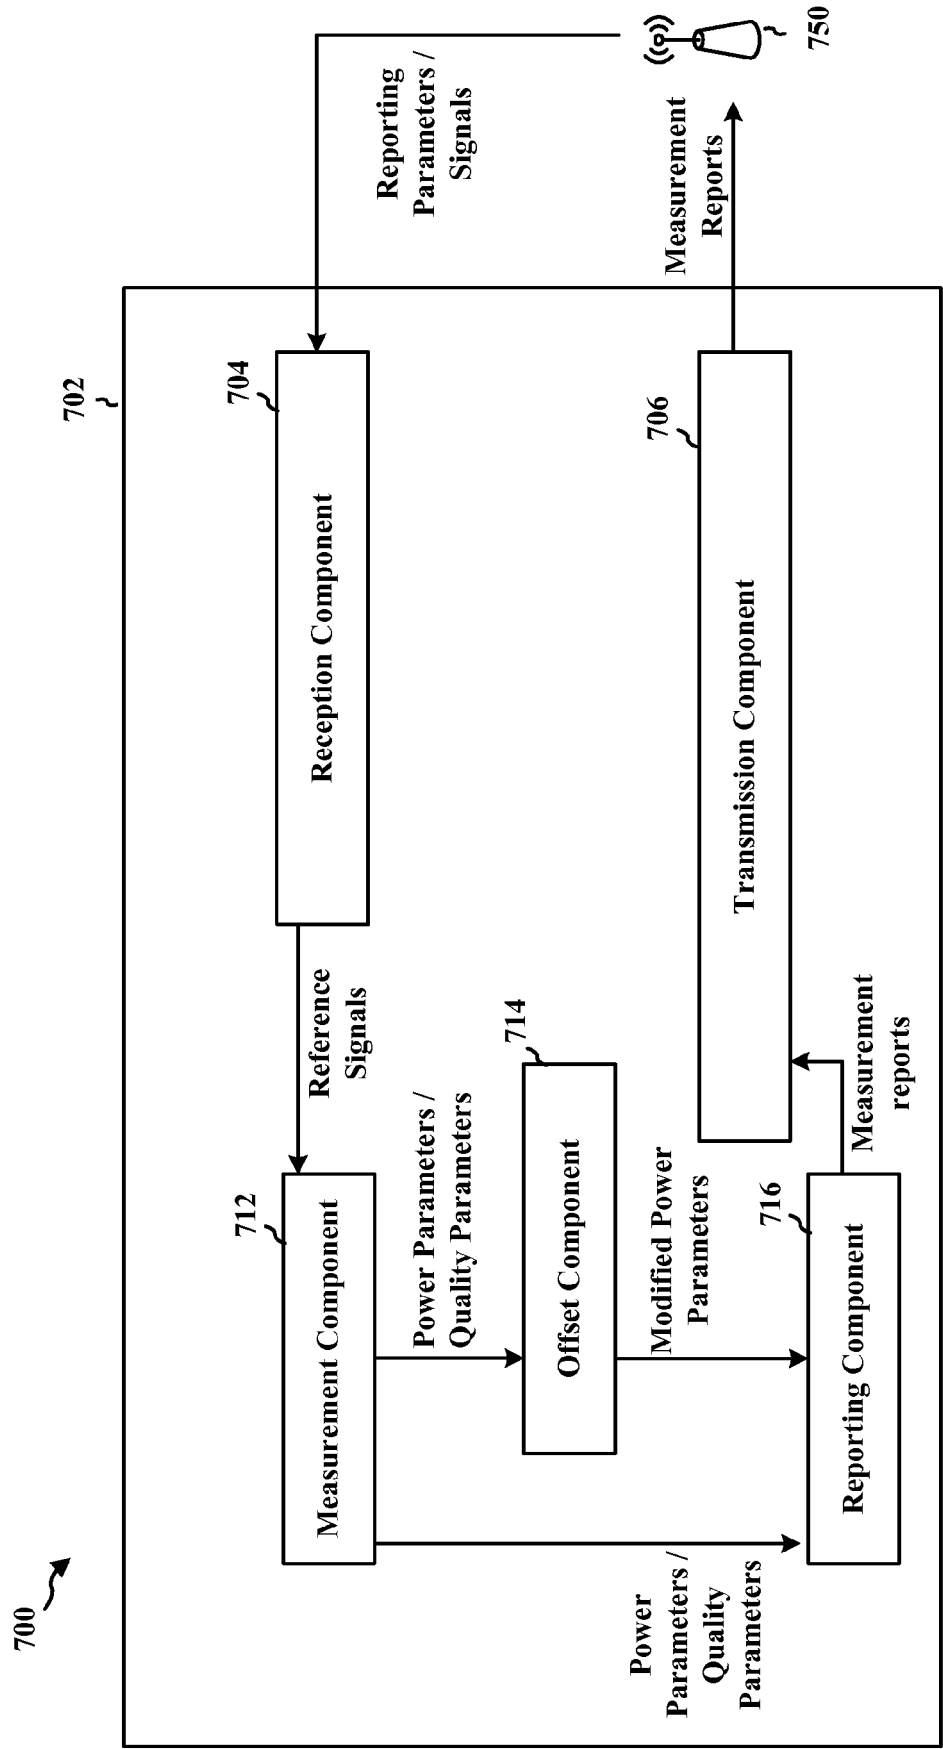 700
702
Reception Component
704
Reporting
Parameters /
Signals
750
Measurement
Reports
Transmission Component
706
Reference
Signals
Measurement Component
712
Power Parameters /
Quality Parameters
Offset Component
714
Modified Power
Parameters
Power
Parameters /
Quality
Parameters
Reporting Component
716
Measurement
reports